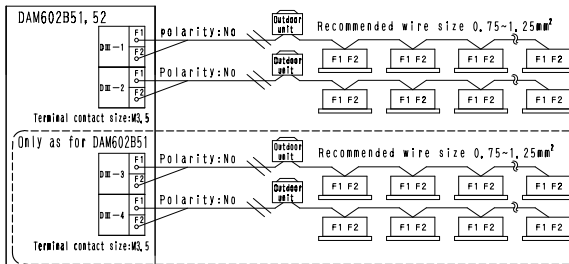 DAM602B51, 52
DⅢ-1
F1
F2
polarity:No
Outdoor unit
Recommended wire size 0.75~1.25mm²
F1 F2
F1 F2
F1 F2
F1 F2
DⅢ-2
F1
F2
Polarity:No
Outdoor unit
F1 F2
F1 F2
F1 F2
F1 F2
Terminal contact size:M3.5
Only as for DAM602B51
DⅢ-3
F1
F2
Polarity:No
Outdoor unit
Recommended wire size 0.75~1.25mm²
F1 F2
F1 F2
F1 F2
F1 F2
DⅢ-4
F1
F2
Polarity:No
Outdoor unit
F1 F2
F1 F2
F1 F2
F1 F2
Terminal contact size:M3.5